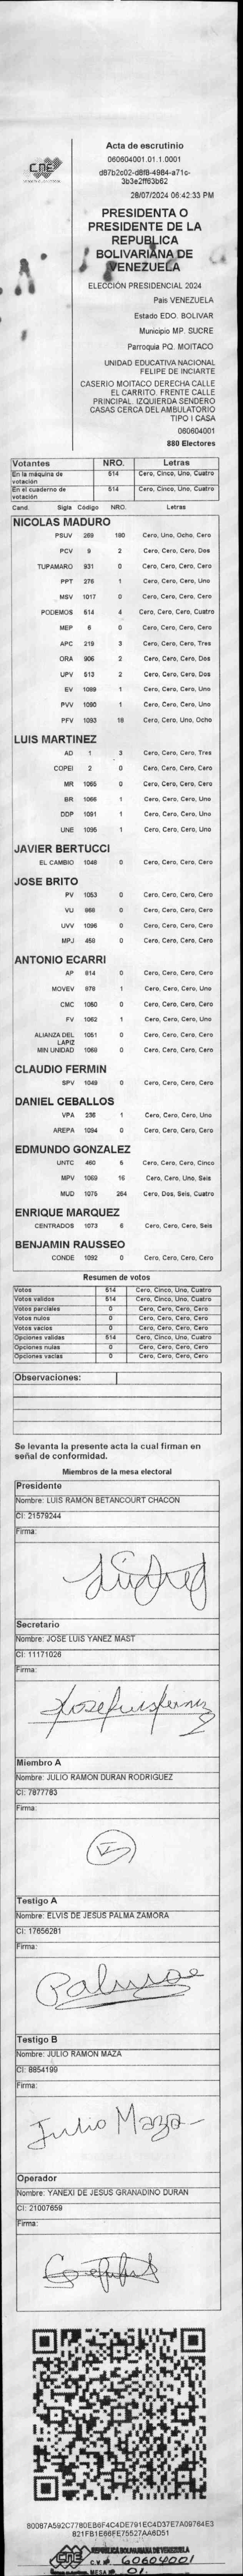 CNE
Acta de escrutinio
060604001.01.1.0001
d87b2c02-d6f8-4984-a71c-
3b3e2ff63b62
28/07/2024 06:42:33 PM
PRESIDENTA O
PRESIDENTE DE LA
REPUBLICA
BOLIVARIANA DE
VENEZUELA
ELECCIÓN PRESIDENCIAL 2024
País VENEZUELA
Estado EDO. BOLIVAR
Municipio MP. SUCRE
Parroquia PQ. MOITACO
UNIDAD EDUCATIVA NACIONAL
FELIPE DE INCIARTE
CASERIO MOITACO DERECHA CALLE
EL CARRITO. FRENTE CALLE
PRINCIPAL. IZQUIERDA SENDERO
CASAS CERCA DEL AMBULATORIO
TIPO I CASA
060604001
880 Electores
Votantes NRO. Letras
En la máquina de votación 514 Cero, Cinco, Uno, Cuatro
En el cuaderno de votación 514 Cero, Cinco, Uno, Cuatro
Cand. Sigla Código NRO. Letras
NICOLAS MADURO
PSUV 269 180 Cero, Uno, Ocho, Cero
PCV 9 2 Cero, Cero, Cero, Dos
TUPAMARO 931 0 Cero, Cero, Cero, Cero
PPT 276 1 Cero, Cero, Cero, Uno
MSV 1017 0 Cero, Cero, Cero, Cero
PODEMOS 514 4 Cero, Cero, Cero, Cuatro
MEP 6 0 Cero, Cero, Cero, Cero
APC 219 3 Cero, Cero, Cero, Tres
ORA 906 2 Cero, Cero, Cero, Dos
UPV 513 2 Cero, Cero, Cero, Dos
EV 1089 1 Cero, Cero, Cero, Uno
PVV 1090 1 Cero, Cero, Cero, Uno
PFV 1093 18 Cero, Cero, Uno, Ocho
LUIS MARTINEZ
AD 1 3 Cero, Cero, Cero, Tres
COPEI 2 0 Cero, Cero, Cero, Cero
MR 1065 0 Cero, Cero, Cero, Cero
BR 1066 1 Cero, Cero, Cero, Uno
DDP 1091 1 Cero, Cero, Cero, Uno
UNE 1095 1 Cero, Cero, Cero, Uno
JAVIER BERTUCCI
EL CAMBIO 1048 0 Cero, Cero, Cero, Cero
JOSE BRITO
PV 1053 0 Cero, Cero, Cero, Cero
VU 868 0 Cero, Cero, Cero, Cero
UVV 1096 0 Cero, Cero, Cero, Cero
MPJ 458 0 Cero, Cero, Cero, Cero
ANTONIO ECARRI
AP 814 0 Cero, Cero, Cero, Cero
MOVEV 878 1 Cero, Cero, Cero, Uno
CMC 1050 0 Cero, Cero, Cero, Cero
FV 1062 1 Cero, Cero, Cero, Uno
ALIANZA DEL LAPIZ 1051 0 Cero, Cero, Cero, Cero
MIN UNIDAD 1068 0 Cero, Cero, Cero, Cero
CLAUDIO FERMIN
SPV 1049 0 Cero, Cero, Cero, Cero
DANIEL CEBALLOS
VPA 236 1 Cero, Cero, Cero, Uno
AREPA 1094 0 Cero, Cero, Cero, Cero
EDMUNDO GONZALEZ
UNTC 460 5 Cero, Cero, Cero, Cinco
MPV 1069 16 Cero, Cero, Uno, Seis
MUD 1075 264 Cero, Dos, Seis, Cuatro
ENRIQUE MARQUEZ
CENTRADOS 1073 6 Cero, Cero, Cero, Seis
BENJAMIN RAUSSEO
CONDE 1092 0 Cero, Cero, Cero, Cero
Resumen de votos
Votos 514 Cero, Cinco, Uno, Cuatro
Votos validos 514 Cero, Cinco, Uno, Cuatro
Votos parciales 0 Cero, Cero, Cero, Cero
Votos nulos 0 Cero, Cero, Cero, Cero
Votos vacios 0 Cero, Cero, Cero, Cero
Opciones validas 514 Cero, Cinco, Uno, Cuatro
Opciones nulas 0 Cero, Cero, Cero, Cero
Opciones vacias 0 Cero, Cero, Cero, Cero
Observaciones:
Se levanta la presente acta la cual firman en
señal de conformidad.
Miembros de la mesa electoral
Presidente
Nombre: LUIS RAMON BETANCOURT CHACON
CI: 21579244
Firma:
Secretario
Nombre: JOSE LUIS YANEZ MAST
CI: 11171026
Firma:
Miembro A
Nombre: JULIO RAMON DURAN RODRIGUEZ
CI: 7877783
Firma:
Testigo A
Nombre: ELVIS DE JESUS PALMA ZAMORA
CI: 17656281
Firma:
Testigo B
Nombre: JULIO RAMON MAZA
CI: 8854199
Firma:
Julio Maza
Operador
Nombre: YANEXI DE JESUS GRANADINO DURAN
CI: 21007659
Firma:
80087A592C7780EB6F4C4DE791EC4D37E7A09764E3
821FB1E66FE75527AA6D51
CNE REPÚBLICA BOLIVARIANA DE VENEZUELA
C.V. Nº 60604001
MESA Nº 01